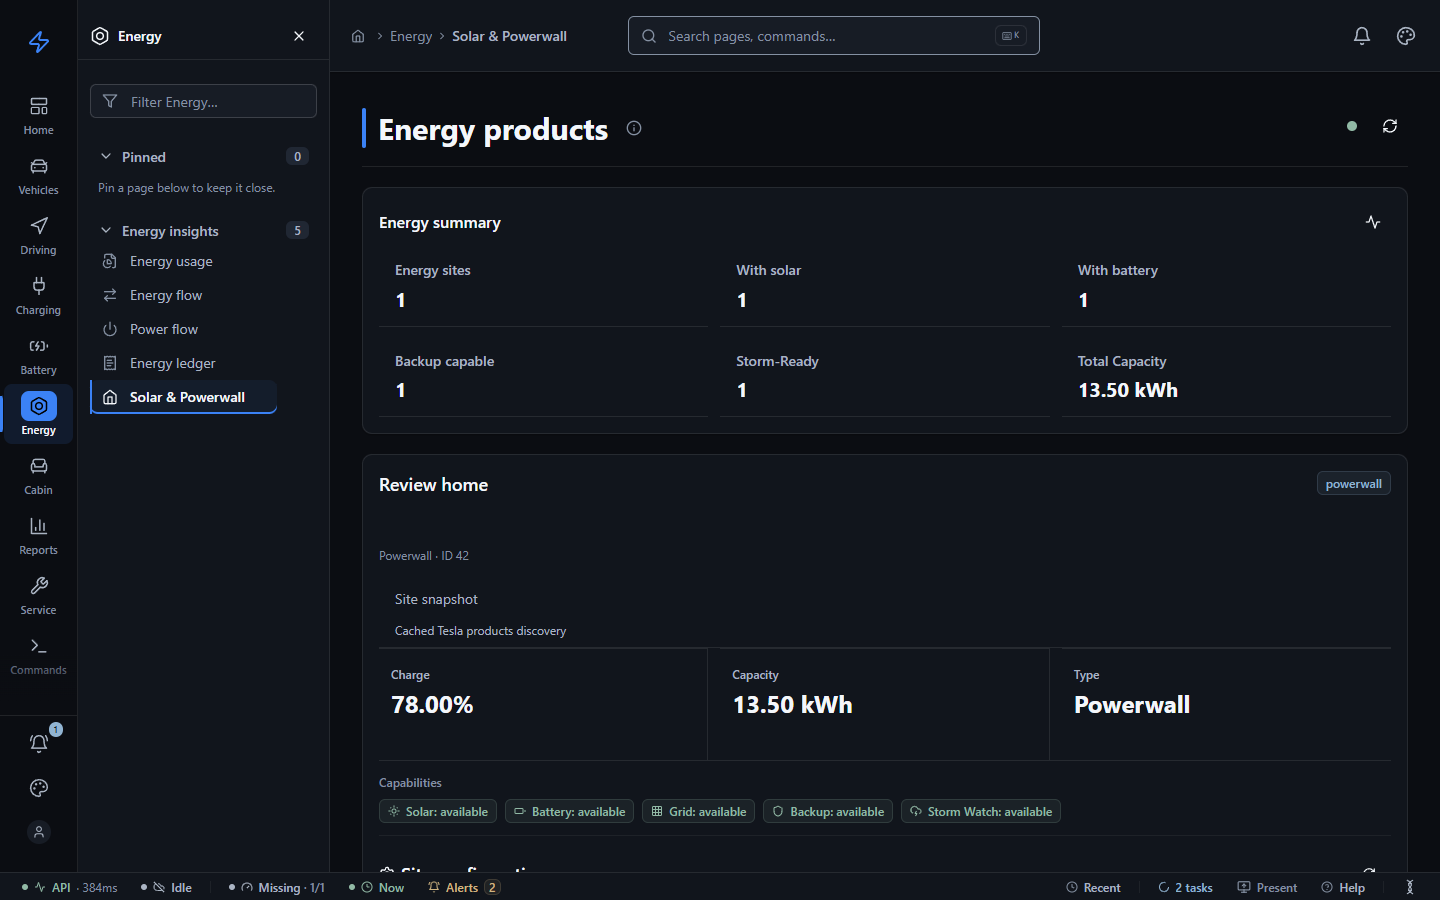 Energy
Energy
Solar & Powerwall
Search pages, commands...
K
Filter Energy...
Home
Vehicles
Driving
Charging
Battery
Energy
Cabin
Reports
Service
Commands
1
Pinned
0
Pin a page below to keep it close.
Energy insights
5
Energy usage
Energy flow
Power flow
Energy ledger
Solar & Powerwall
Energy products
Energy summary
Energy sites
1
With solar
1
With battery
1
Backup capable
1
Storm-Ready
1
Total Capacity
13.50 kWh
Review home
powerwall
Powerwall · ID 42
Site snapshot
Cached Tesla products discovery
Charge
78.00%
Capacity
13.50 kWh
Type
Powerwall
Capabilities
Solar: available
Battery: available
Grid: available
Backup: available
Storm Watch: available
API · 384ms
Idle
Missing · 1/1
Now
Alerts 2
Recent
2 tasks
Present
Help